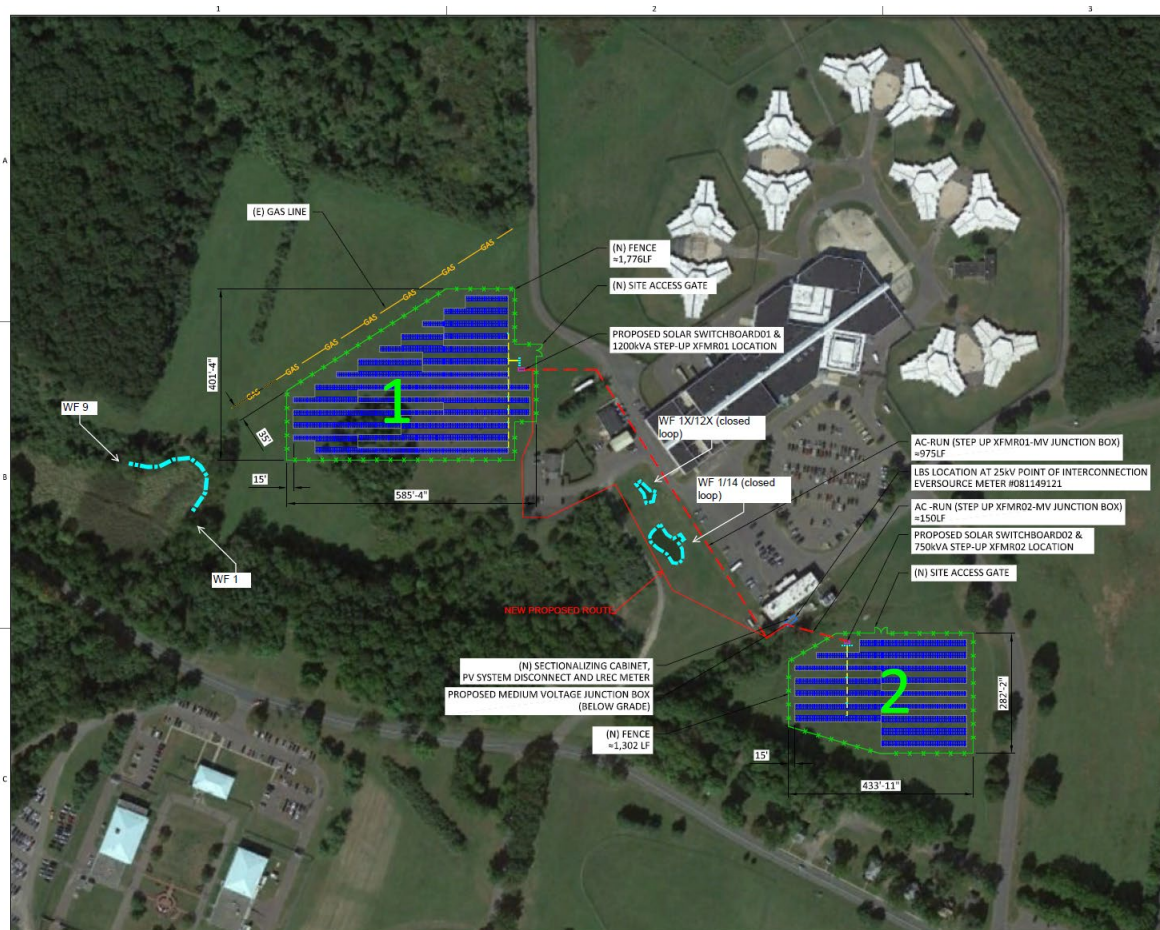 1
2
3
A
B
C
(E) GAS LINE
GAS
GAS
GAS
GAS
GAS
GAS
(N) FENCE
≈1,776LF
(N) SITE ACCESS GATE
PROPOSED SOLAR SWITCHBOARD01 &
1200kVA STEP-UP XFMR01 LOCATION
401'-4"
1
35'
15'
585'-4"
WF 9
WF 1
WF 1X/12X (closed
loop)
WF 1/14 (closed
loop)
AC-RUN (STEP UP XFMR01-MV JUNCTION BOX)
≈975LF
LBS LOCATION AT 25kV POINT OF INTERCONNECTION
EVERSOURCE METER #081149121
AC -RUN (STEP UP XFMR02-MV JUNCTION BOX)
≈150LF
PROPOSED SOLAR SWITCHBOARD02 &
750kVA STEP-UP XFMR02 LOCATION
(N) SITE ACCESS GATE
NEW PROPOSED ROUTE
(N) SECTIONALIZING CABINET,
PV SYSTEM DISCONNECT AND LREC METER
PROPOSED MEDIUM VOLTAGE JUNCTION BOX
(BELOW GRADE)
(N) FENCE
≈1,302 LF
2
282'-2"
15'
433'-11"